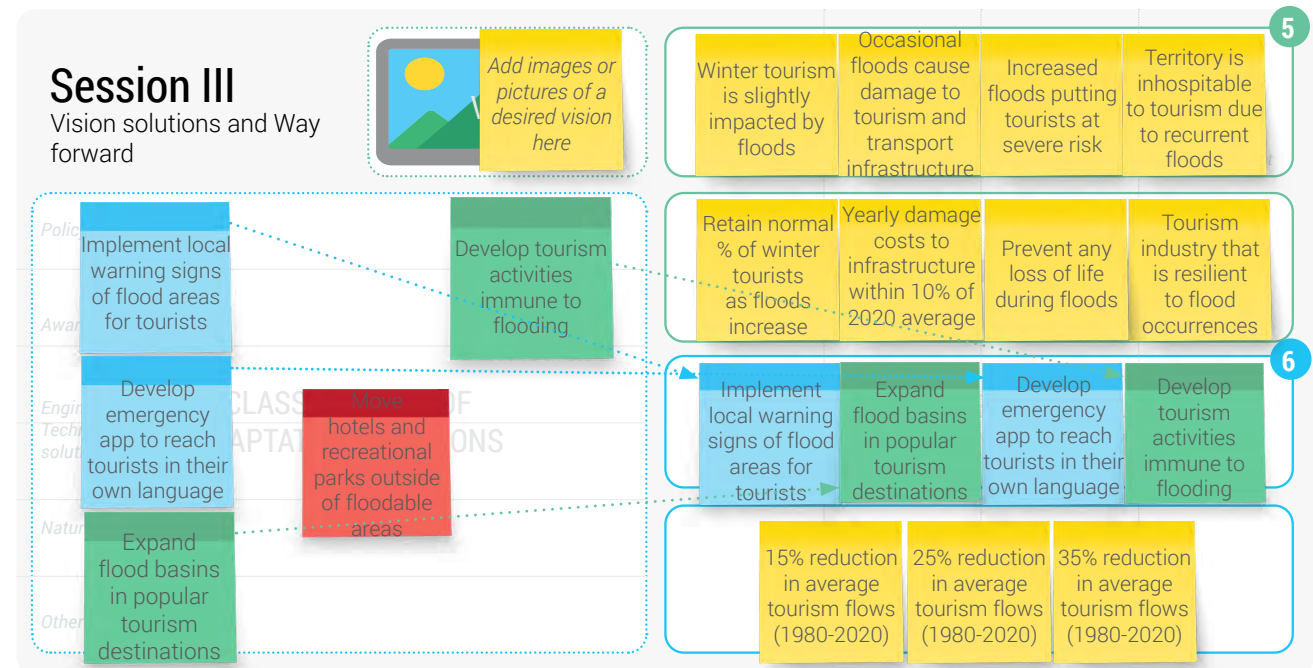 Session III
Vision solutions and Way
forward
Add images or
pictures of a
desired vision
here
5
Winter tourism
is slightly
impacted by
floods
Occasional
floods cause
damage to
tourism and
transport
infrastructure
Increased
floods putting
tourists at
severe risk
Territory is
inhospitable
to tourism due
to recurrent
floods
Implement local
warning signs
of flood areas
for tourists
Develop tourism
activities
immune to
flooding
Develop
emergency
app to reach
tourists in their
own language
Move
hotels and
recreational
parks outside
of floodable
areas
Expand
flood basins
in popular
tourism
destinations
Other
Retain normal
% of winter
tourists
as floods
increase
Yearly damage
costs to
infrastructure
within 10% of
2020 average
Prevent any
loss of life
during floods
Tourism
industry that
is resilient
to flood
occurrences
6
Implement
local warning
signs of flood
areas for
tourists
Expand
flood basins
in popular
tourism
destinations
Develop
emergency
app to reach
tourists in their
own language
Develop
tourism
activities
immune to
flooding
15% reduction
in average
tourism flows
(1980-2020)
25% reduction
in average
tourism flows
(1980-2020)
35% reduction
in average
tourism flows
(1980-2020)